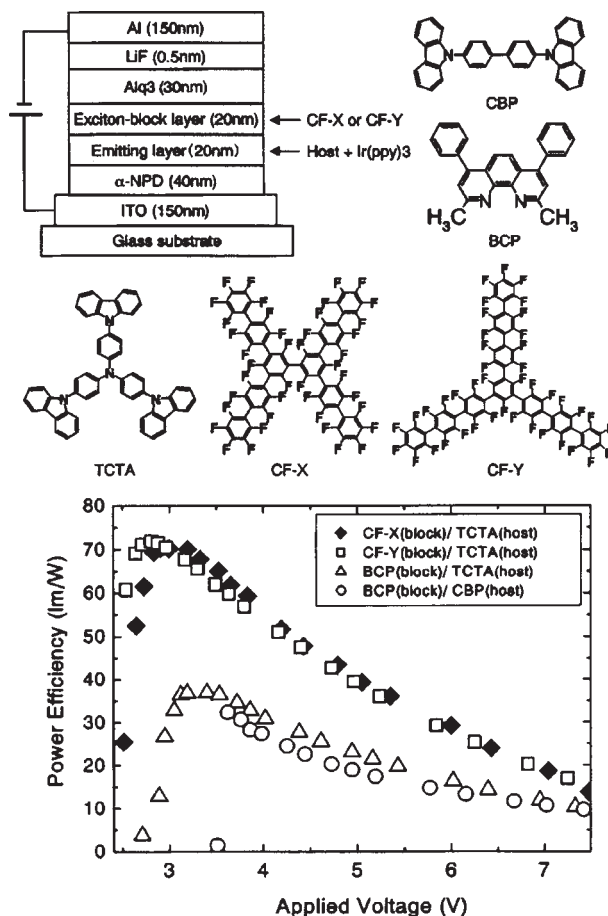 Al (150nm)
LiF (0.5nm)
Alq3 (30nm)
Exciton-block layer (20nm)
CF-X or CF-Y
Emitting layer (20nm)
Host + Ir(ppy)3
α-NPD (40nm)
ITO (150nm)
Glass substrate
N
N
CBP
N
N
H₃C
CH₃
BCP
N
N
N
N
TCTA
CF-X
CF-Y
Power Efficiency (lm/W)
80
70
60
50
40
30
20
10
0
CF-X(block)/ TCTA(host)
CF-Y(block)/ TCTA(host)
BCP(block)/ TCTA(host)
BCP(block)/ CBP(host)
3 4 5 6 7
Applied Voltage (V)